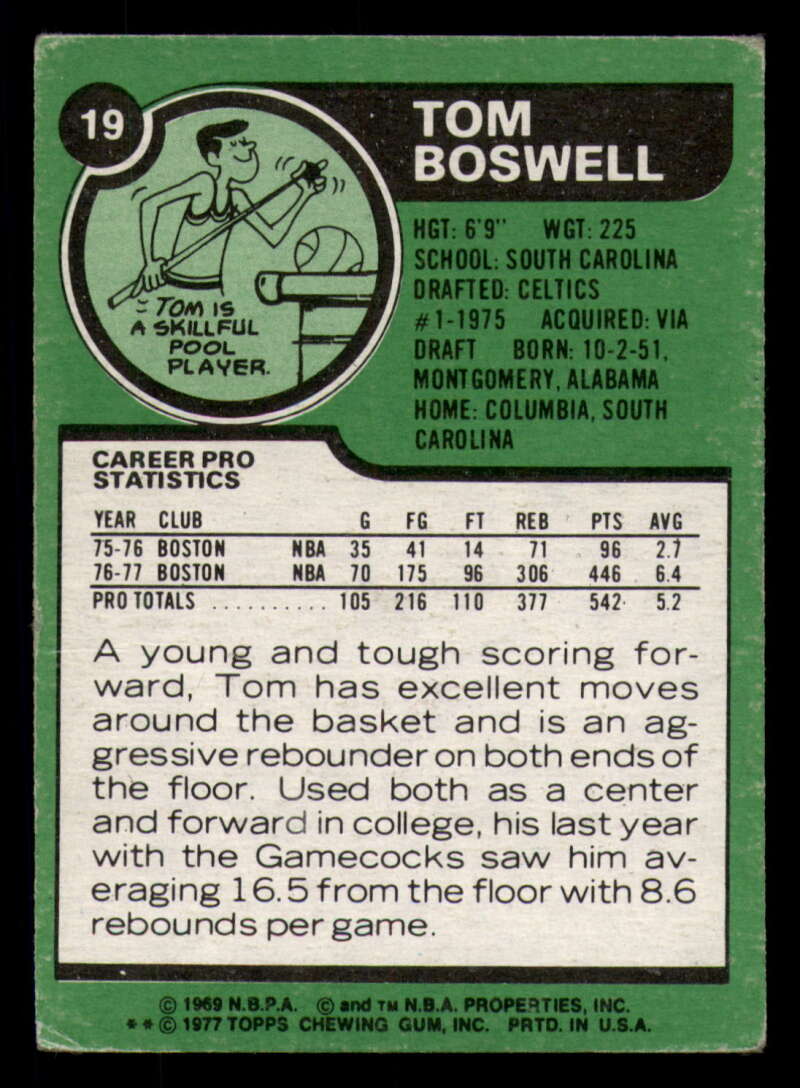 19
TOM
BOSWELL
TOM IS
A SKILLFUL
POOL
PLAYER.
HGT: 6'9" WGT: 225
SCHOOL: SOUTH CAROLINA
DRAFTED: CELTICS
#1-1975 ACQUIRED: VIA
DRAFT BORN: 10-2-51,
MONTGOMERY, ALABAMA
HOME: COLUMBIA, SOUTH
CAROLINA
CAREER PRO
STATISTICS
YEAR CLUB G FG FT REB PTS AVG
75-76 BOSTON NBA 35 41 14 71 96 2.7
76-77 BOSTON NBA 70 175 96 306 446 6.4
PRO TOTALS .......... 105 216 110 377 542 5.2
A young and tough scoring for-
ward, Tom has excellent moves
around the basket and is an ag-
gressive rebounder on both ends of
the floor. Used both as a center
and forward in college, his last year
with the Gamecocks saw him av-
eraging 16.5 from the floor with 8.6
rebounds per game.
© 1969 N.B.P.A. © and TM N.B.A. PROPERTIES, INC.
**© 1977 TOPPS CHEWING GUM, INC. PRTD. IN U.S.A.